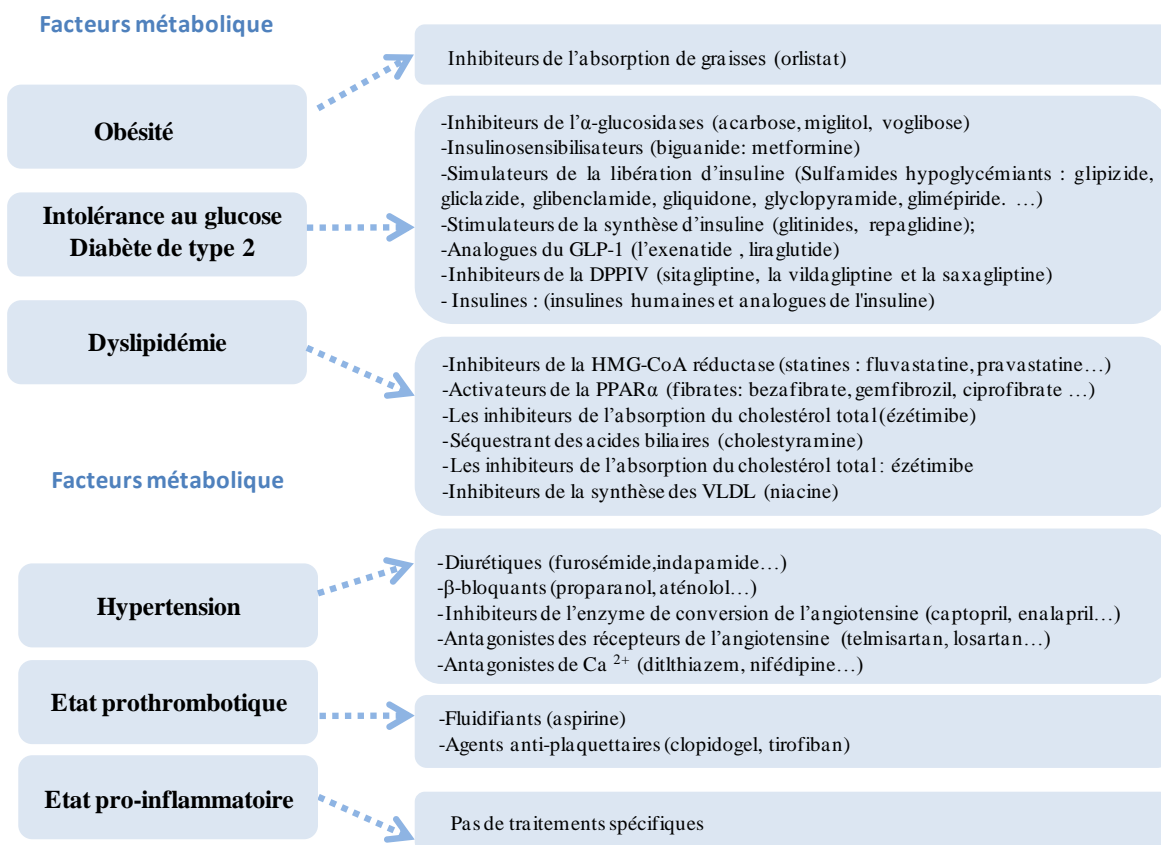 Facteurs métabolique
Obésité
Inhibiteurs de l’absorption de graisses (orlistat)
Intolérance au glucose
Diabète de type 2
-Inhibiteurs de l’α-glucosidases (acarbose, miglitol, voglibose)
-Insulinosensibilisateurs (biguanide: metformine)
-Simulateurs de la libération d’insuline (Sulfamides hypoglycémiants : glipizide,
gliclazide, glibenclamide, gliquidone, glyclopyramide, glimépiride. …)
-Stimulateurs de la synthèse d’insuline (glitinides, repaglidine);
-Analogues du GLP-1 (l’exenatide , liraglutide)
-Inhibiteurs de la DPPIV (sitagliptine, la vildagliptine et la saxagliptine)
- Insulines : (insulines humaines et analogues de l'insuline)
Dyslipidémie
-Inhibiteurs de la HMG-CoA réductase (statines : fluvastatine, pravastatine…)
-Activateurs de la PPARα (fibrates: bezafibrate, gemfibrozil, ciprofibrate …)
-Les inhibiteurs de l’absorption du cholestérol total (ézétimibe)
-Séquestrant des acides biliaires (cholestyramine)
-Les inhibiteurs de l’absorption du cholestérol total : ézétimibe
-Inhibiteurs de la synthèse des VLDL (niacine)
Facteurs métabolique
Hypertension
-Diurétiques (furosémide,indapamide…)
-β-bloquants (proparanol, aténolol…)
-Inhibiteurs de l’enzyme de conversion de l’angiotensine (captopril, enalapril…)
-Antagonistes des récepteurs de l’angiotensine (telmisartan, losartan…)
-Antagonistes de Ca ²⁺ (ditlthiazem, nifédipine…)
Etat prothrombotique
-Fluidifiants (aspirine)
-Agents anti-plaquettaires (clopidogel, tirofiban)
Etat pro-inflammatoire
Pas de traitements spécifiques